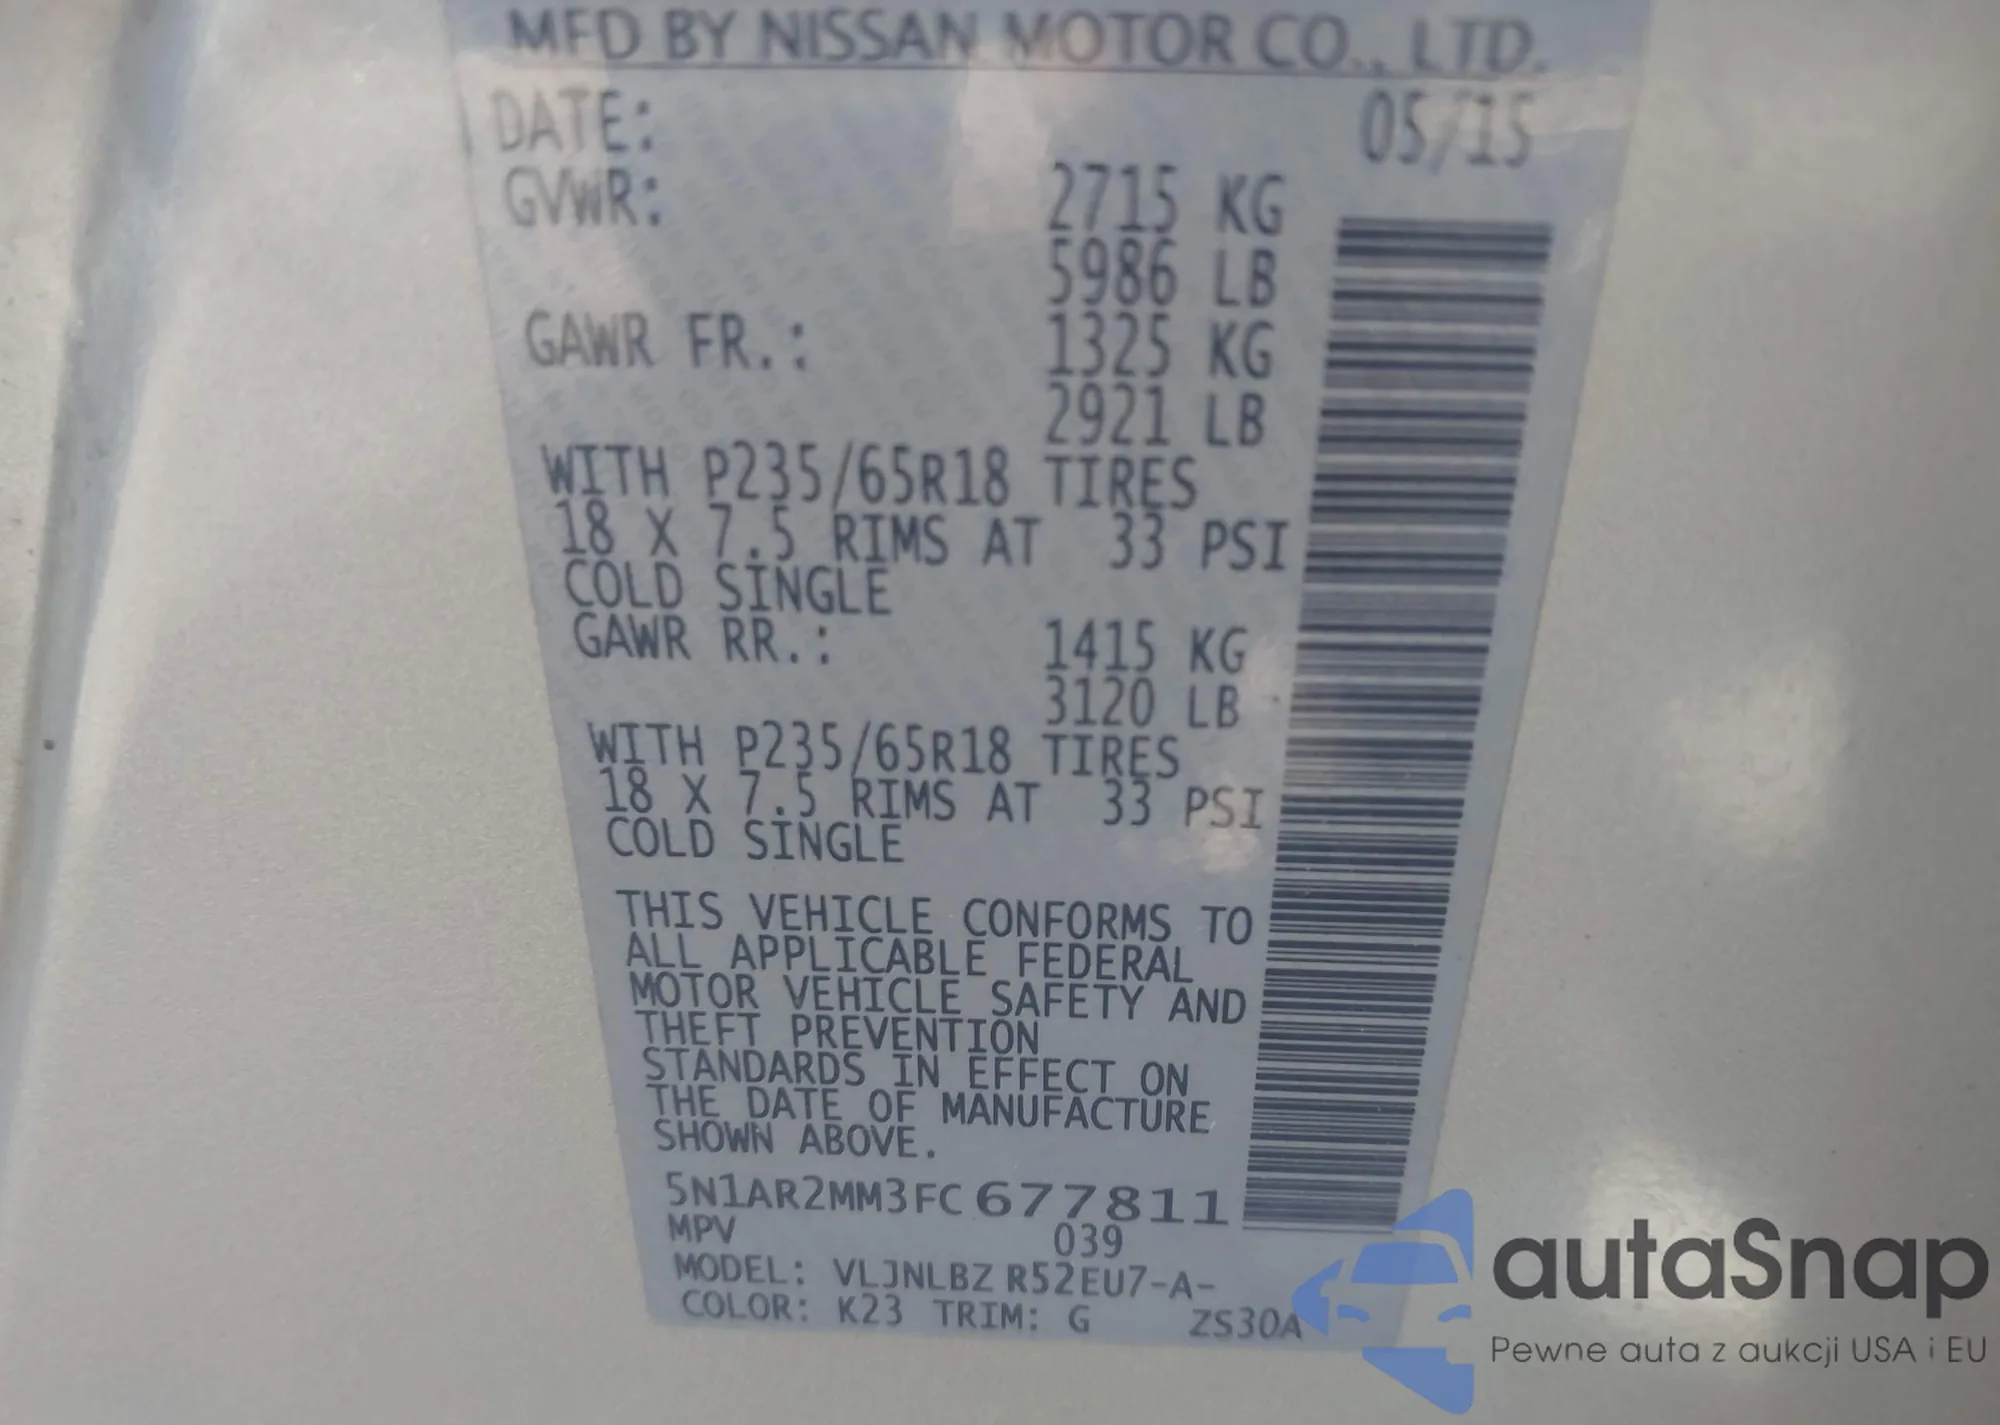 MFD BY NISSAN MOTOR CO., LTD.
DATE: 05/15
GVWR: 2715 KG
5986 LB
GAWR FR.: 1325 KG
2921 LB
WITH P235/65R18 TIRES
18 X 7.5 RIMS AT 33 PSI
COLD SINGLE
GAWR RR.: 1415 KG
3120 LB
WITH P235/65R18 TIRES
18 X 7.5 RIMS AT 33 PSI
COLD SINGLE
THIS VEHICLE CONFORMS TO
ALL APPLICABLE FEDERAL
MOTOR VEHICLE SAFETY AND
THEFT PREVENTION
STANDARDS IN EFFECT ON
THE DATE OF MANUFACTURE
SHOWN ABOVE.
5N1AR2MM3FC677811
MPV 039
MODEL: VLJNLBZ R52EU7-A-
COLOR: K23 TRIM: G ZS30A
autaSnap
Pewne auta z aukcji USA i EU